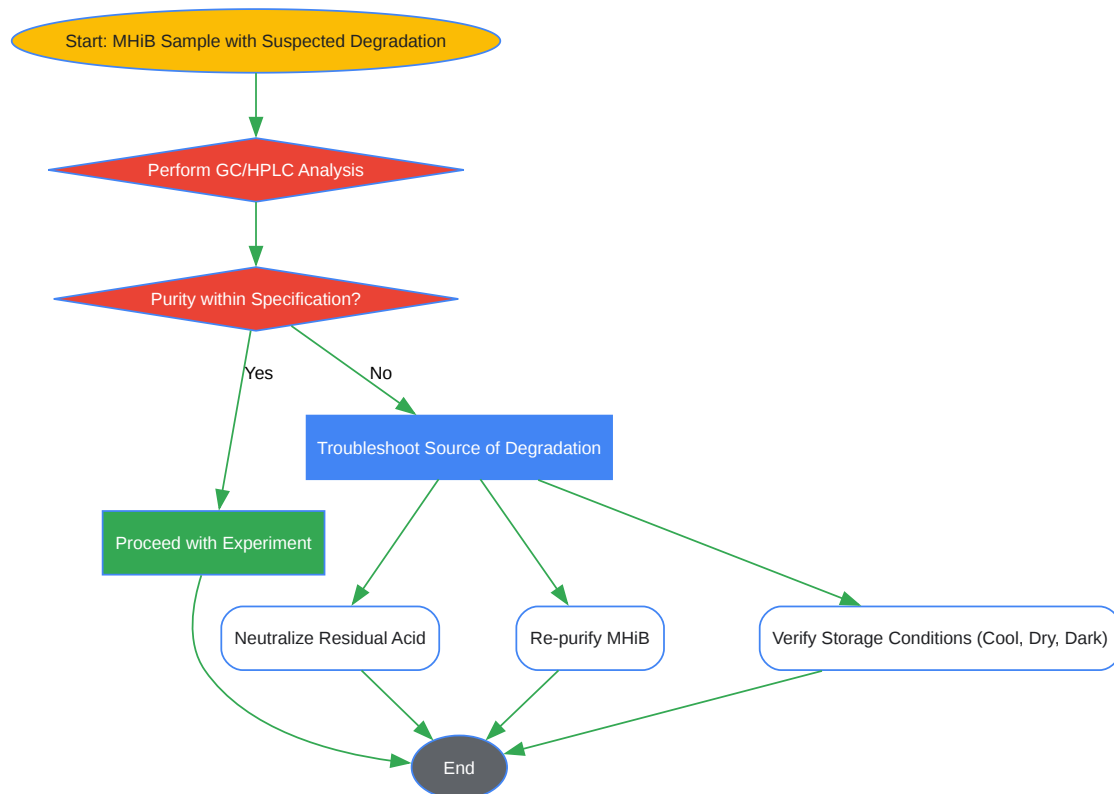 Start: MHiB Sample with Suspected Degradation
Perform GC/HPLC Analysis
Purity within Specification?
Yes
No
Troubleshoot Source of Degradation
Proceed with Experiment
Neutralize Residual Acid
Re-purify MHiB
Verify Storage Conditions (Cool, Dry, Dark)
End